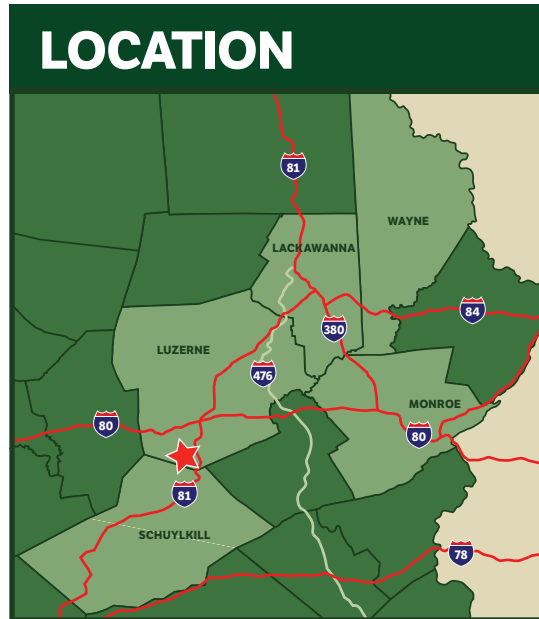 LOCATION
81
WAYNE
LACKAWANNA
84
380
LUZERNE
476
MONROE
80
80
81
SCHUYLKILL
78